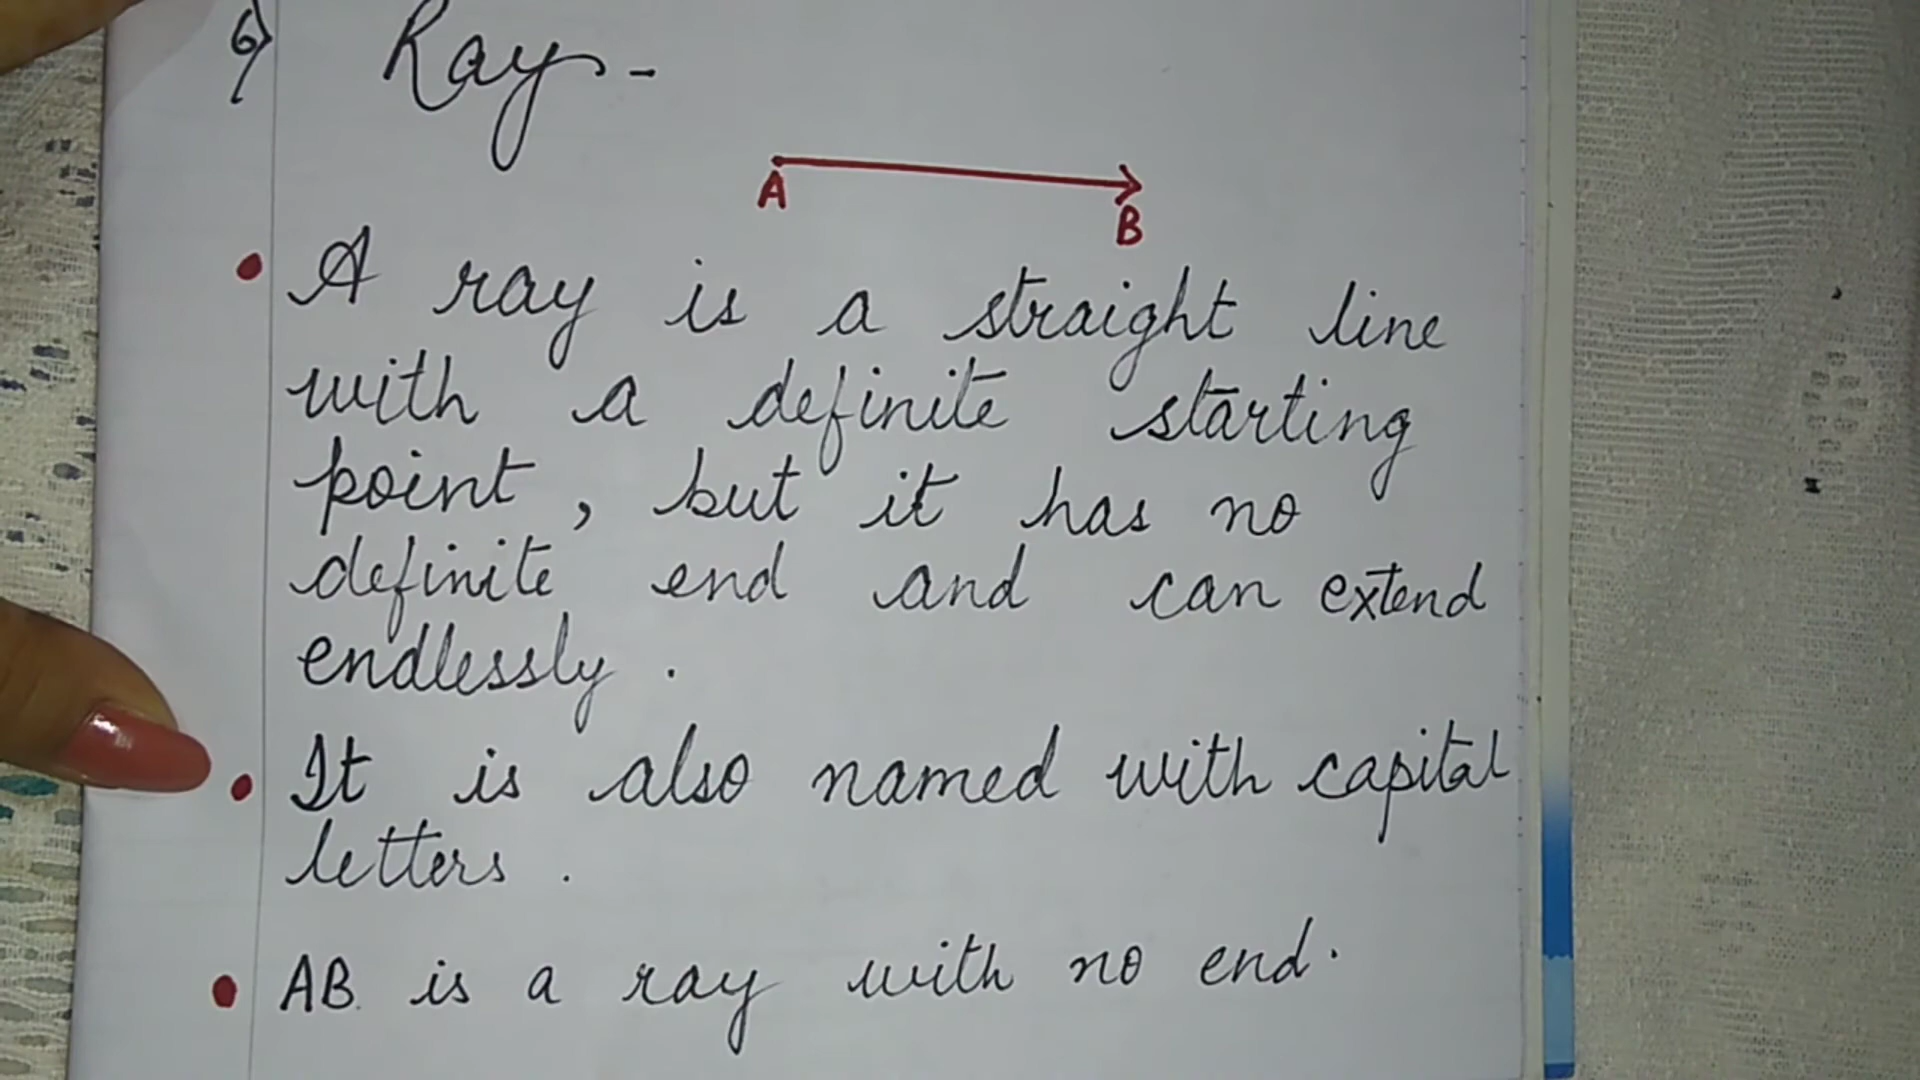 6) Ray -
A
B
• A ray is a straight line
with a definite starting
point, but it has no
definite end and can extend
endlessly.
• It is also named with capital
letters.
• AB is a ray with no end.